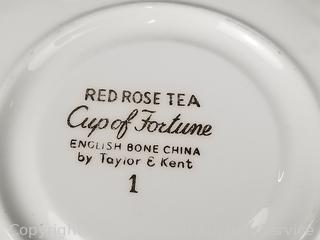 RED ROSE TEA
Cup of Fortune
ENGLISH BONE CHINA
by Taylor & Kent
1